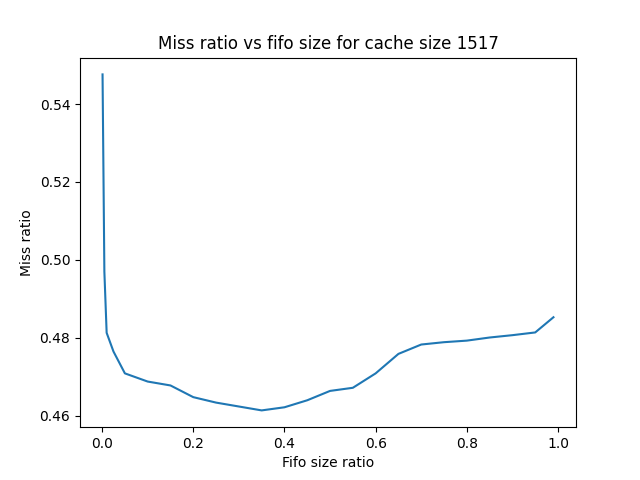 Miss ratio vs fifo size for cache size 1517
0.54
0.52
0.50
0.48
0.46
Miss ratio
0.0 0.2 0.4 0.6 0.8 1.0
Fifo size ratio